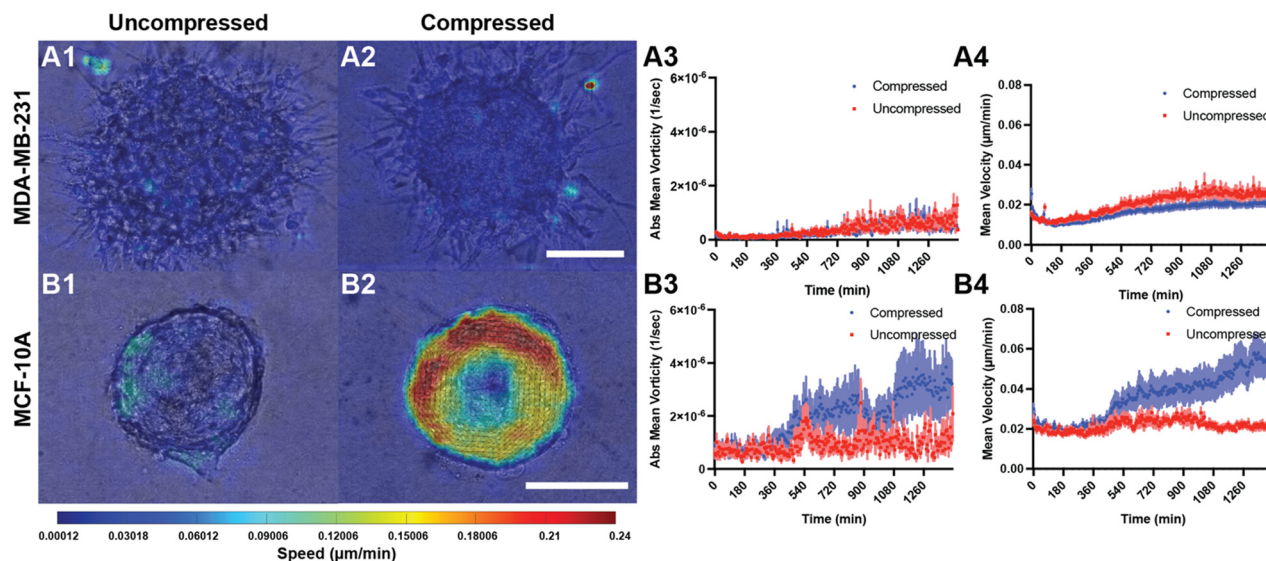 Uncompressed Compressed
MDA-MB-231
A1
A2
A3
Abs Mean Vorticity (1/sec)
6×10⁻⁶
4×10⁻⁶
2×10⁻⁶
0
Compressed
Uncompressed
0 180 360 540 720 900 1080 1260
Time (min)
A4
Mean Velocity (µm/min)
0.08
0.06
0.04
0.02
0.00
Compressed
Uncompressed
0 180 360 540 720 900 1080 1260
Time (min)
MCF-10A
B1
B2
B3
Abs Mean Vorticity (1/sec)
6×10⁻⁶
4×10⁻⁶
2×10⁻⁶
0
Compressed
Uncompressed
0 180 360 540 720 900 1080 1260
Time (min)
B4
Mean Velocity (µm/min)
0.08
0.06
0.04
0.02
0.00
Compressed
Uncompressed
0 180 360 540 720 900 1080 1260
Time (min)
0.00012 0.03018 0.06012 0.09006 0.12006 0.15006 0.18006 0.21 0.24
Speed (µm/min)